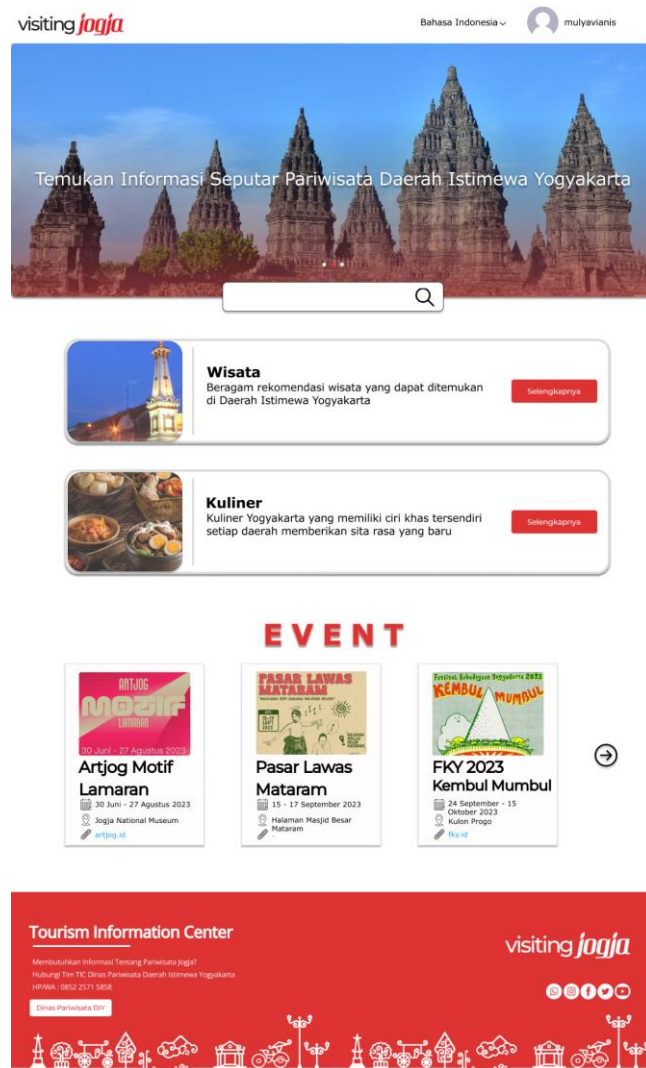 visiting jogja
Bahasa Indonesia
mulyavianis
Temukan Informasi Seputar Pariwisata Daerah Istimewa Yogyakarta
Wisata
Beragam rekomendasi wisata yang dapat ditemukan
di Daerah Istimewa Yogyakarta
Selengkapnya
Kuliner
Kuliner Yogyakarta yang memiliki ciri khas tersendiri
setiap daerah memberikan sita rasa yang baru
Selengkapnya
EVENT
ARTJOG
MOTIF
LAMARAN
30 Juni - 27 Agustus 2023
Artjog Motif
Lamaran
30 Juni - 27 Agustus 2023
Jogja National Museum
artjog.id
PASAR LAWAS
MATARAM
Pasar Lawas
Mataram
15 - 17 September 2023
Halaman Masjid Besar
Mataram
-
Festival Kebudayaan Yogyakarta 2023
KEMBUL MUMBUL
FKY 2023
Kembul Mumbul
24 September - 15
Oktober 2023
Kulon Progo
fky.id
Tourism Information Center
Membutuhkan Informasi Tentang Pariwisata Jogja?
Hubungi Tim TIC Dinas Pariwisata Daerah Istimewa Yogyakarta
HP/WA : 0852 2571 5858
Dinas Pariwisata DIY
visiting jogja